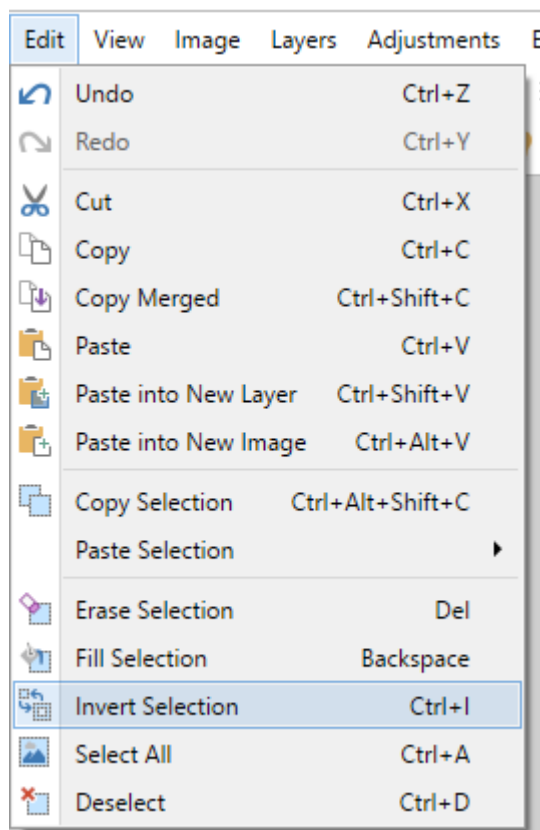 Edit View Image Layers Adjustments
Undo Ctrl+Z
Redo Ctrl+Y
Cut Ctrl+X
Copy Ctrl+C
Copy Merged Ctrl+Shift+C
Paste Ctrl+V
Paste into New Layer Ctrl+Shift+V
Paste into New Image Ctrl+Alt+V
Copy Selection Ctrl+Alt+Shift+C
Paste Selection
Erase Selection Del
Fill Selection Backspace
Invert Selection Ctrl+I
Select All Ctrl+A
Deselect Ctrl+D